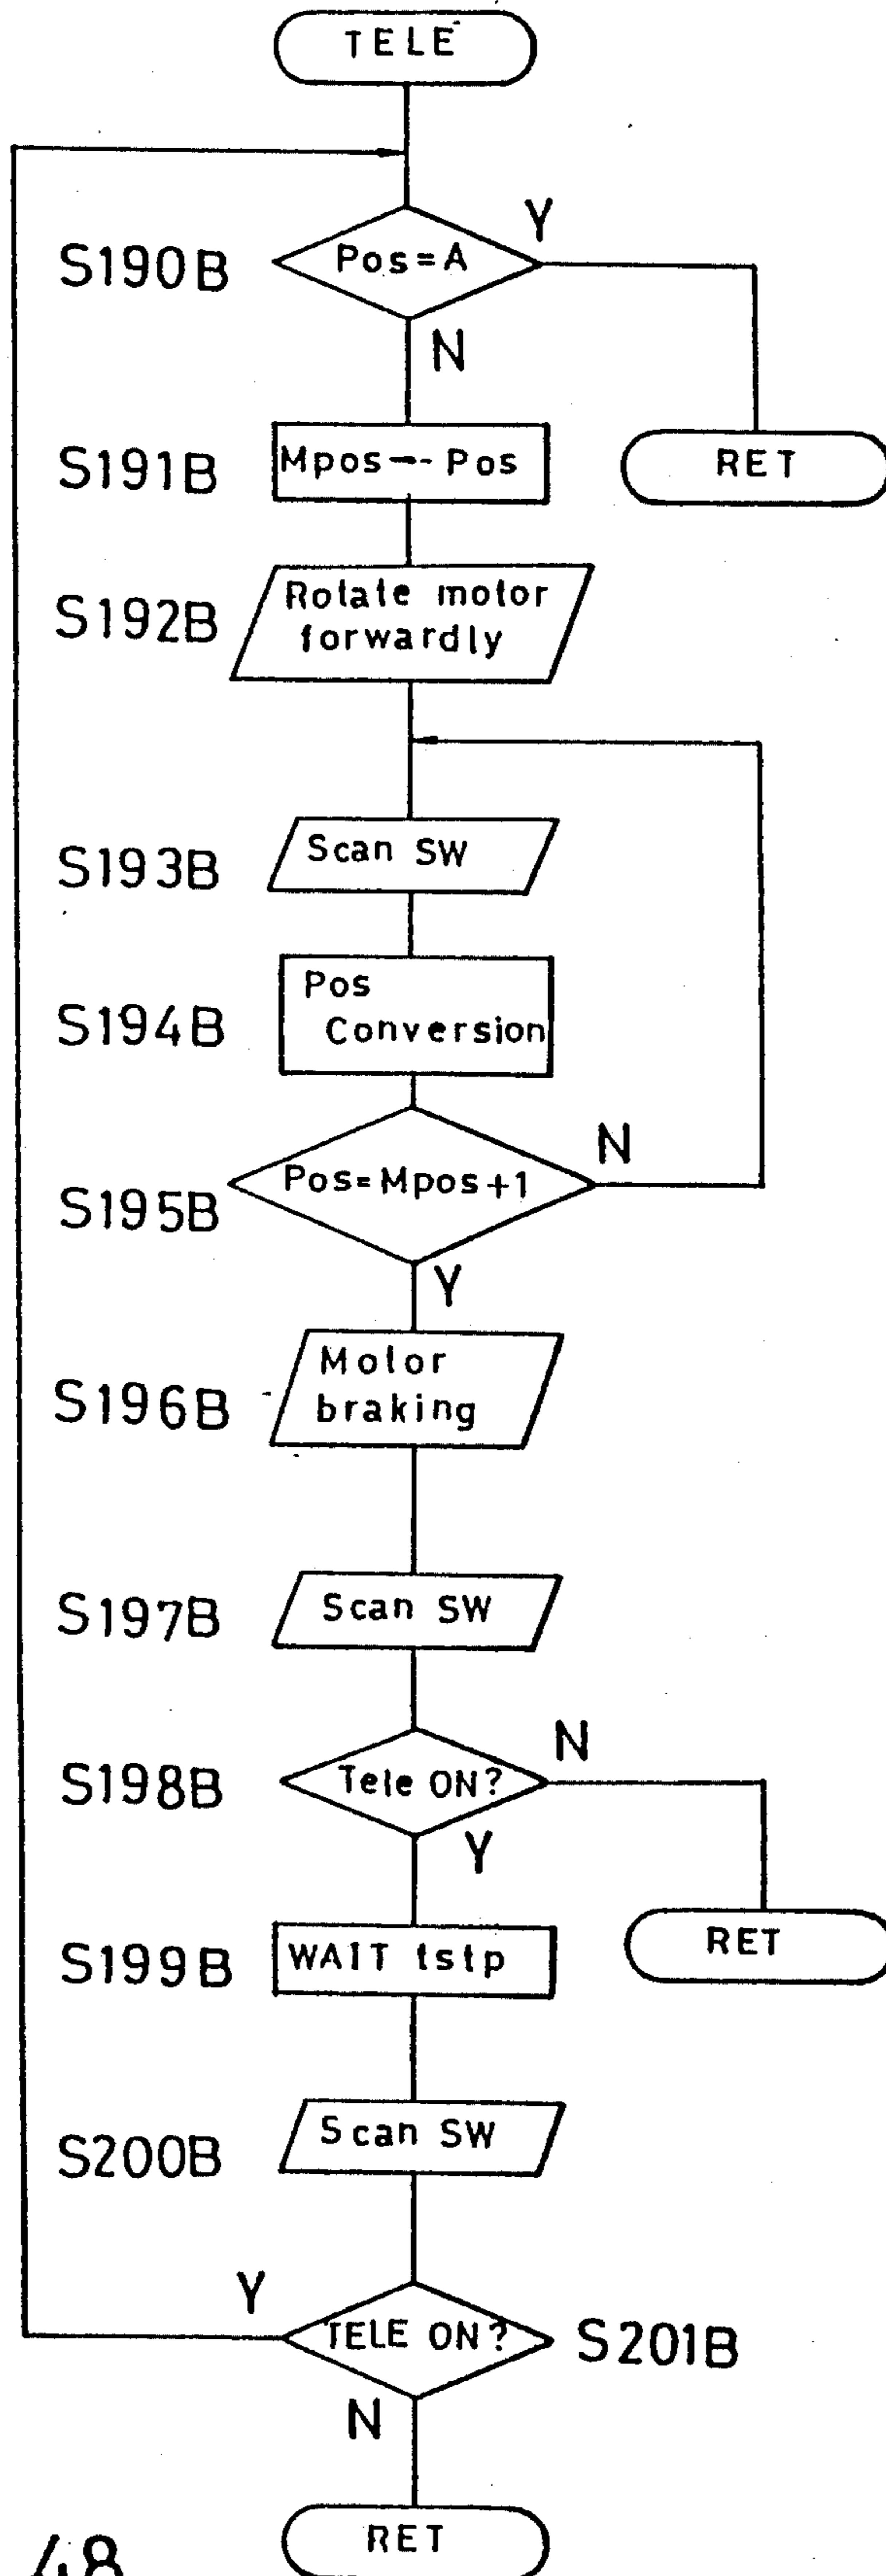 TELE
Y
S190B
Pos=A
N
RET
S191B
Mpos←-Pos
S192B
Rotate motor
forwardly
S193B
Scan SW
S194B
Pos
Conversion
N
S195B
Pos=Mpos+1
Y
S196B
Motor
braking
S197B
Scan SW
N
S198B
Tele ON?
Y
RET
S199B
WAIT tstp
S200B
Scan SW
Y
TELE ON?
S201B
N
RET
48